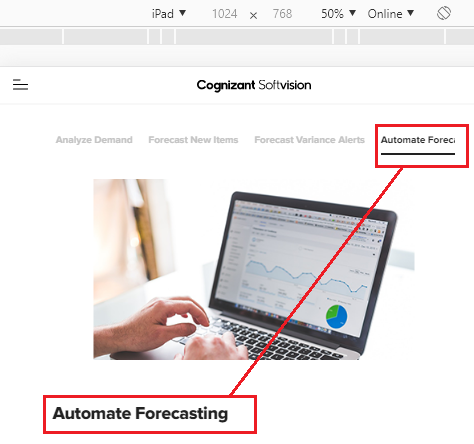 iPad ▼ 1024 × 768 50% ▼ Online ▼
Cognizant Softvision
Analyze Demand Forecast New Items Forecast Variance Alerts Automate Foreca
Automate Forecasting